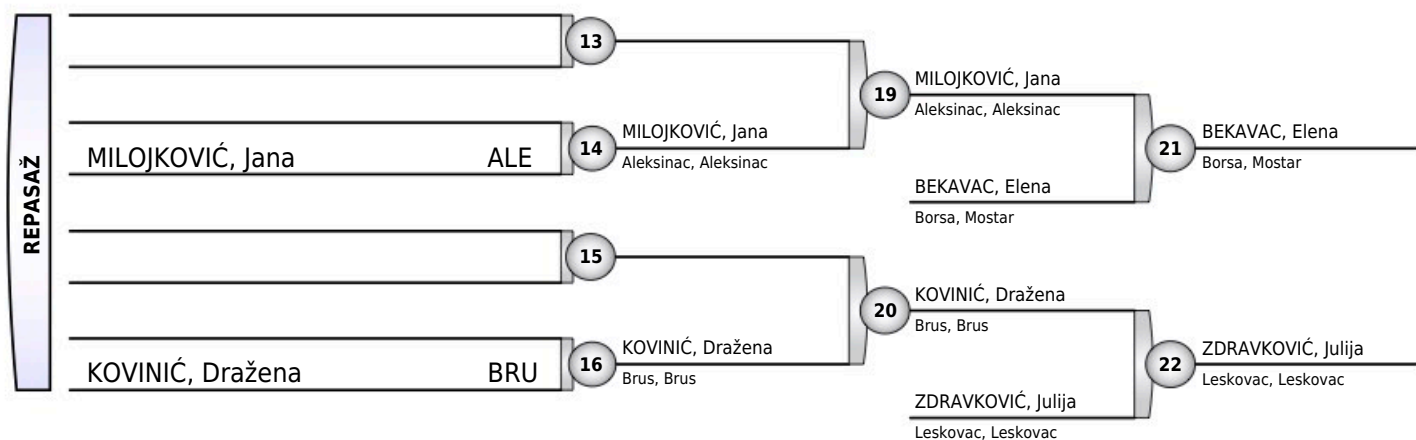 REPASAŽ
13
MILOJKOVIĆ, Jana ALE
14
MILOJKOVIĆ, Jana
Aleksinac, Aleksinac
15
KOVINIĆ, Dražena BRU
16
KOVINIĆ, Dražena
Brus, Brus
19
MILOJKOVIĆ, Jana
Aleksinac, Aleksinac
BEKAVAC, Elena
Borsa, Mostar
20
KOVINIĆ, Dražena
Brus, Brus
ZDRAVKOVIĆ, Julija
Leskovac, Leskovac
21
BEKAVAC, Elena
Borsa, Mostar
22
ZDRAVKOVIĆ, Julija
Leskovac, Leskovac